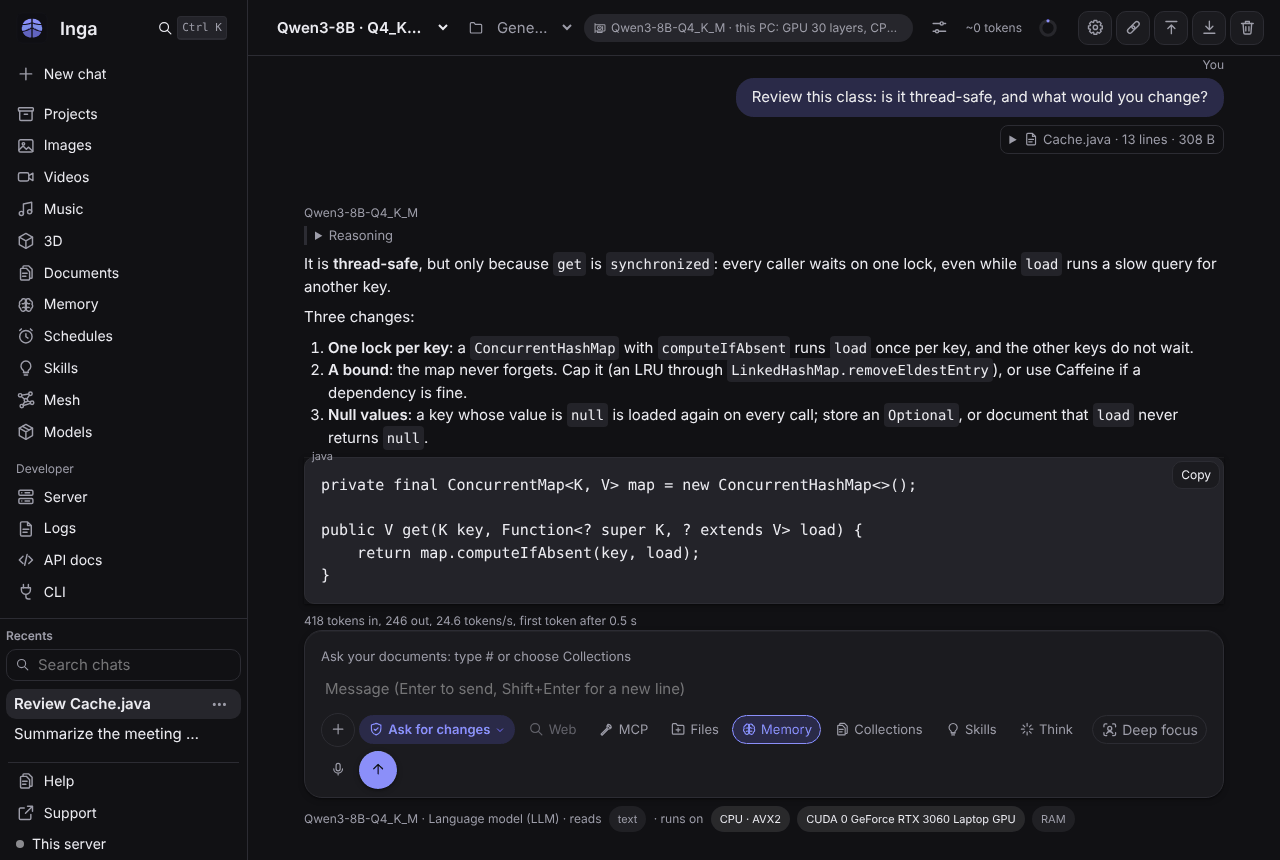 Inga
Ctrl K
New chat
Projects
Images
Videos
Music
3D
Documents
Memory
Schedules
Skills
Mesh
Models
Developer
Server
Logs
API docs
CLI
Recents
Search chats
Review Cache.java
Summarize the meeting ...
Help
Support
This server
Qwen3-8B · Q4_K...
Gene...
Qwen3-8B-Q4_K_M · this PC: GPU 30 layers, CP...
~0 tokens
You
Review this class: is it thread-safe, and what would you change?
Cache.java · 13 lines · 308 B
Qwen3-8B-Q4_K_M
Reasoning
It is thread-safe, but only because get is synchronized: every caller waits on one lock, even while load runs a slow query for
another key.
Three changes:
1. One lock per key: a ConcurrentHashMap with computeIfAbsent runs load once per key, and the other keys do not wait.
2. A bound: the map never forgets. Cap it (an LRU through LinkedHashMap.removeEldestEntry), or use Caffeine if a
dependency is fine.
3. Null values: a key whose value is null is loaded again on every call; store an Optional, or document that load never
returns null.
java
Copy
private final ConcurrentMap<K, V> map = new ConcurrentHashMap<>();
public V get(K key, Function<? super K, ? extends V> load) {
    return map.computeIfAbsent(key, load);
}
418 tokens in, 246 out, 24.6 tokens/s, first token after 0.5 s
Ask your documents: type # or choose Collections
Message (Enter to send, Shift+Enter for a new line)
Ask for changes
Web
MCP
Files
Memory
Collections
Skills
Think
Deep focus
Qwen3-8B-Q4_K_M · Language model (LLM) · reads text · runs on CPU · AVX2 CUDA 0 GeForce RTX 3060 Laptop GPU RAM